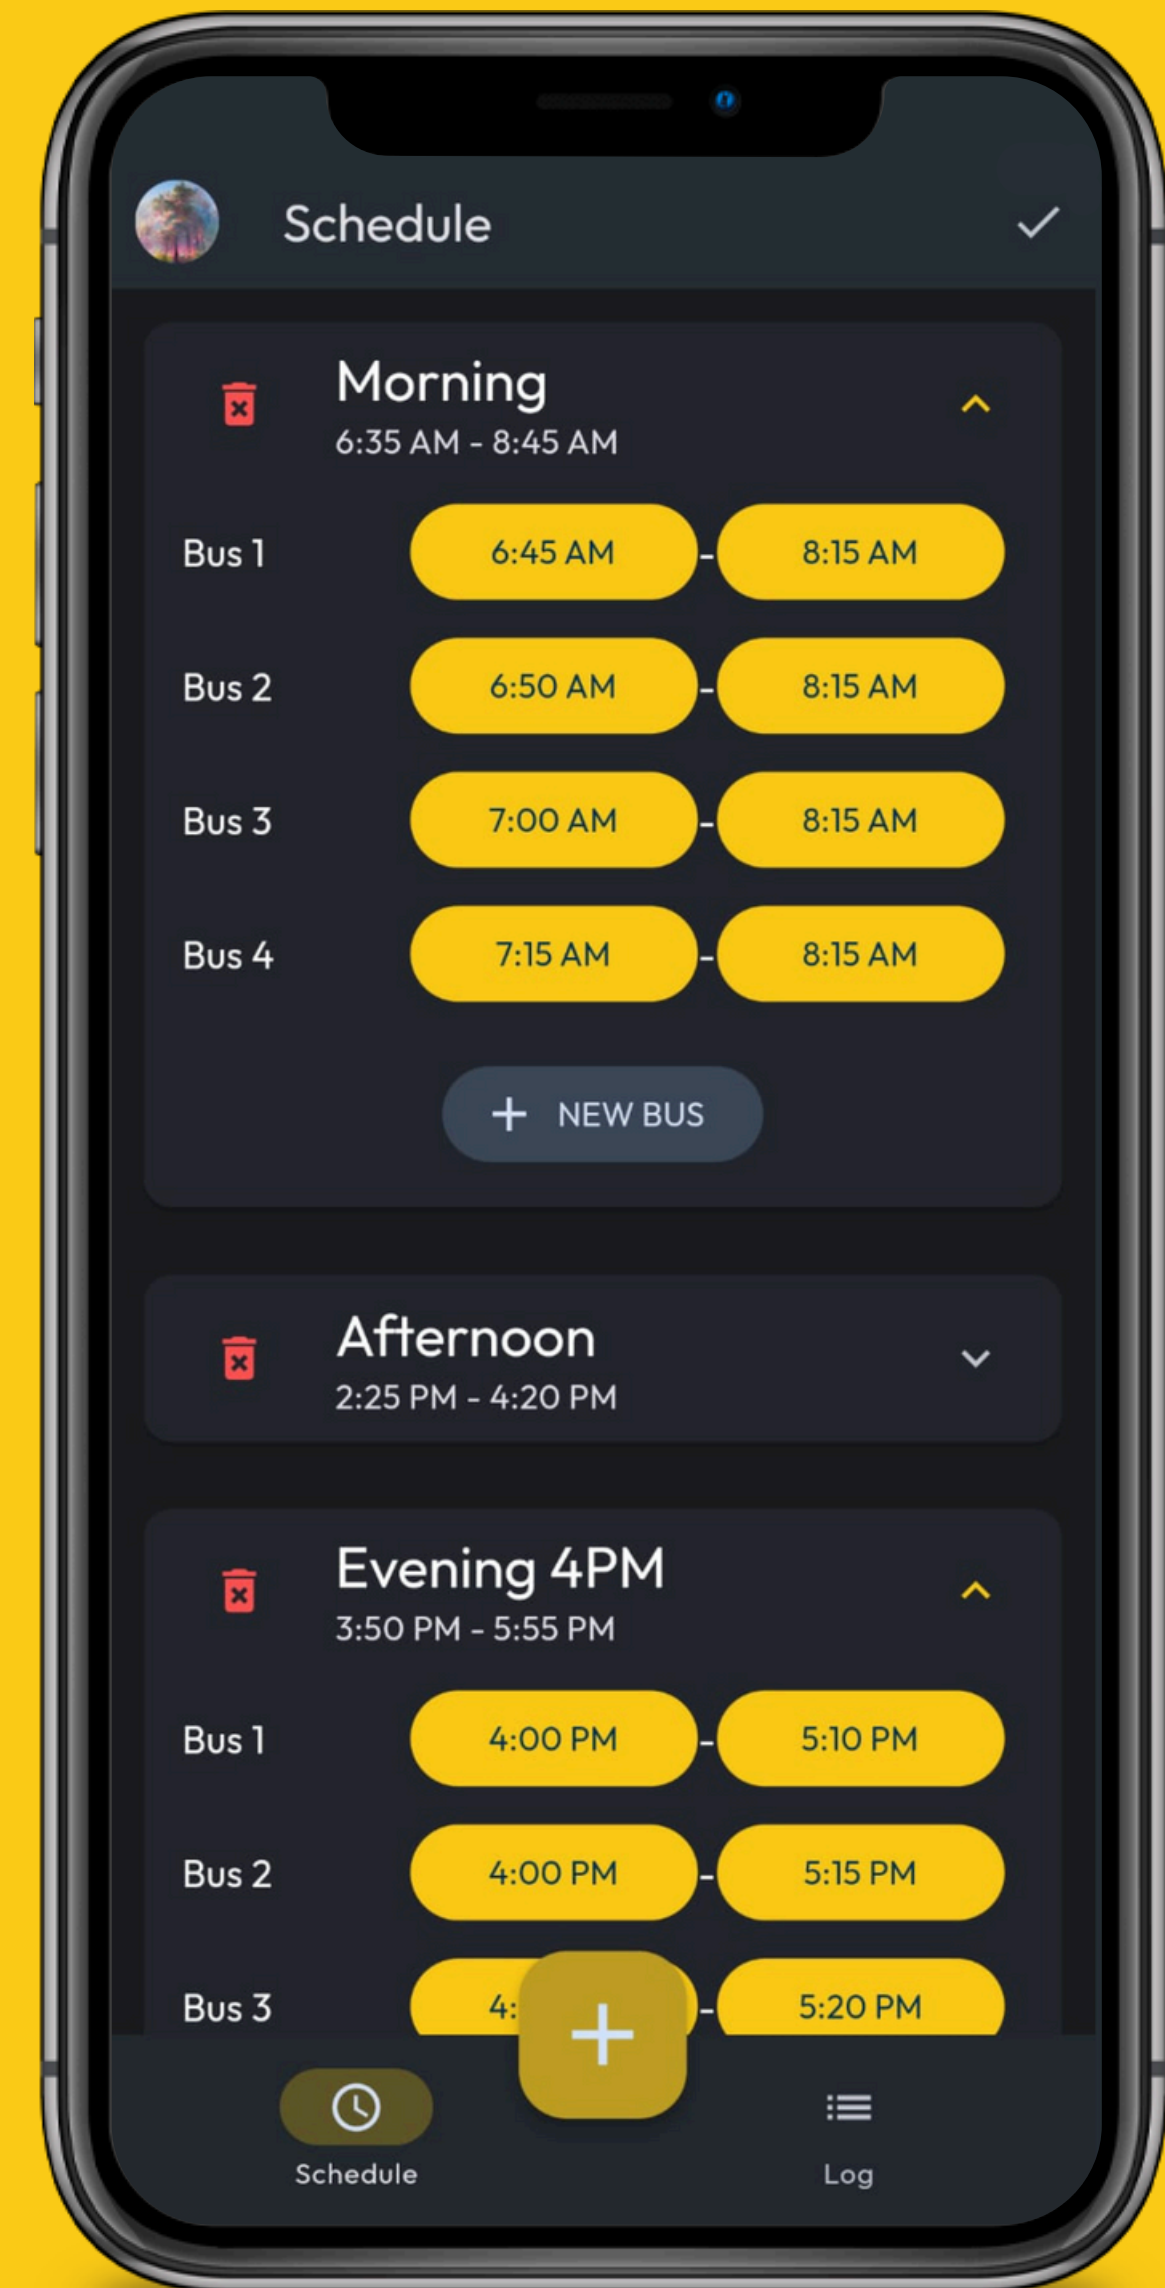 Schedule
Morning
6:35 AM - 8:45 AM
Bus 1 6:45 AM - 8:15 AM
Bus 2 6:50 AM - 8:15 AM
Bus 3 7:00 AM - 8:15 AM
Bus 4 7:15 AM - 8:15 AM
+ NEW BUS
Afternoon
2:25 PM - 4:20 PM
Evening 4PM
3:50 PM - 5:55 PM
Bus 1 4:00 PM - 5:10 PM
Bus 2 4:00 PM - 5:15 PM
Bus 3 4: - 5:20 PM
+
Schedule Log